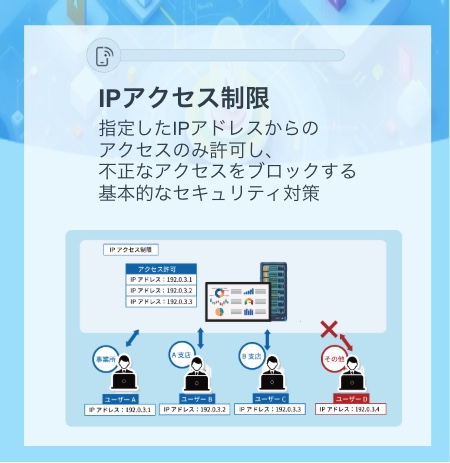 IPアクセス制限
指定したIPアドレスからの
アクセスのみ許可し、
不正なアクセスをブロックする
基本的なセキュリティ対策
IP アクセス制限
アクセス許可
IP アドレス：192.0.3.1
IP アドレス：192.0.3.2
IP アドレス：192.0.3.3
事業所
A 支店
B 支店
その他
ユーザー A
ユーザー B
ユーザー C
ユーザー D
IP アドレス：192.0.3.1
IP アドレス：192.0.3.2
IP アドレス：192.0.3.3
IP アドレス：192.0.3.4